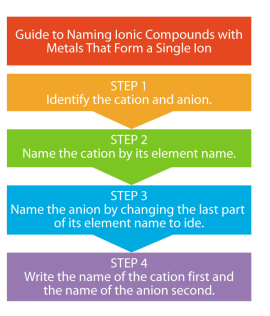 Guide to Naming Ionic Compounds with
Metals That Form a Single Ion
STEP 1
Identify the cation and anion.
STEP 2
Name the cation by its element name.
STEP 3
Name the anion by changing the last part
of its element name to ide.
STEP 4
Write the name of the cation first and
the name of the anion second.